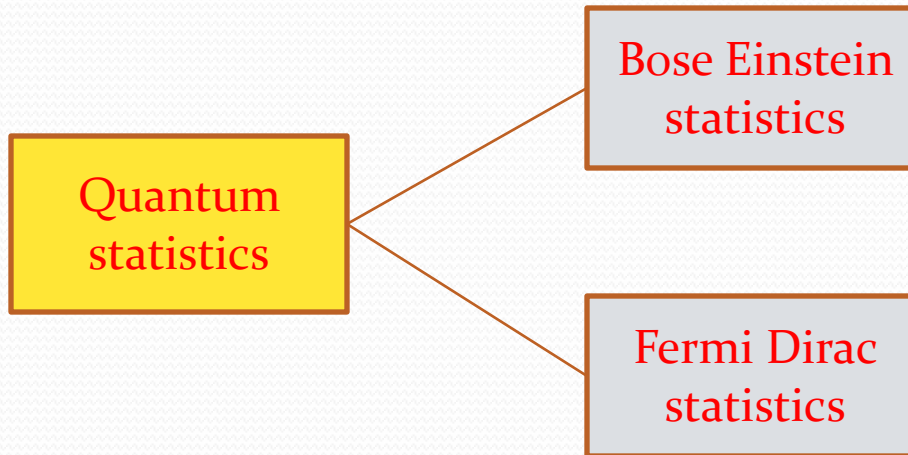 Bose Einstein
statistics
Quantum
statistics
Fermi Dirac
statistics